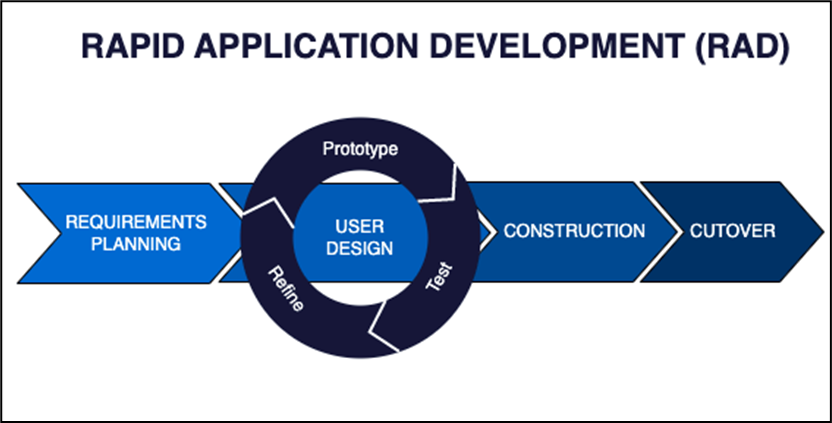 RAPID APPLICATION DEVELOPMENT (RAD)
Prototype
REQUIREMENTS
PLANNING
USER
DESIGN
CONSTRUCTION
CUTOVER
Refine
Test